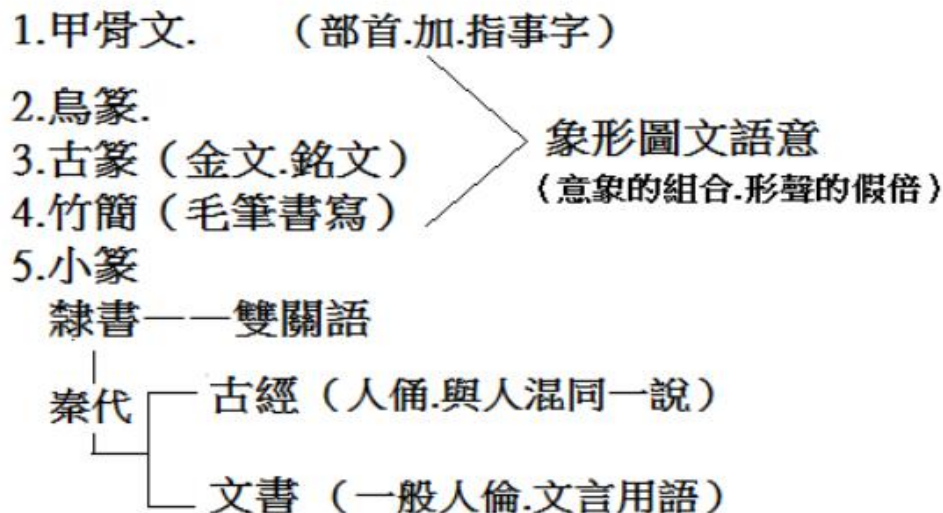 1.甲骨文. （部首.加.指事字）
2.鳥篆.
3.古篆（金文.銘文）
象形圖文語意
（意象的組合.形聲的假倍）
4.竹簡（毛筆書寫）
5.小篆
隸書——雙關語
秦代
古經（人俑.與人混同一說）
文書（一般人倫.文言用語）